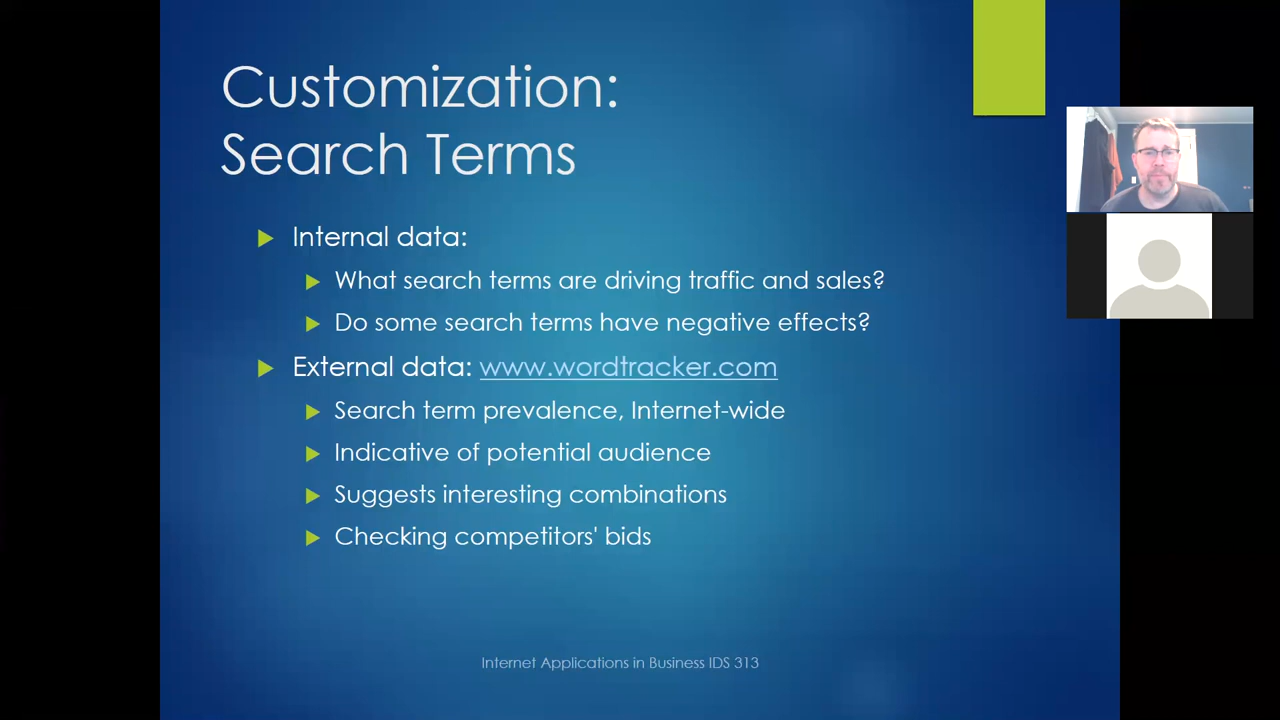 Customization:
Search Terms
Internal data:
What search terms are driving traffic and sales?
Do some search terms have negative effects?
External data: www.wordtracker.com
Search term prevalence, Internet-wide
Indicative of potential audience
Suggests interesting combinations
Checking competitors' bids
Internet Applications in Business IDS 313